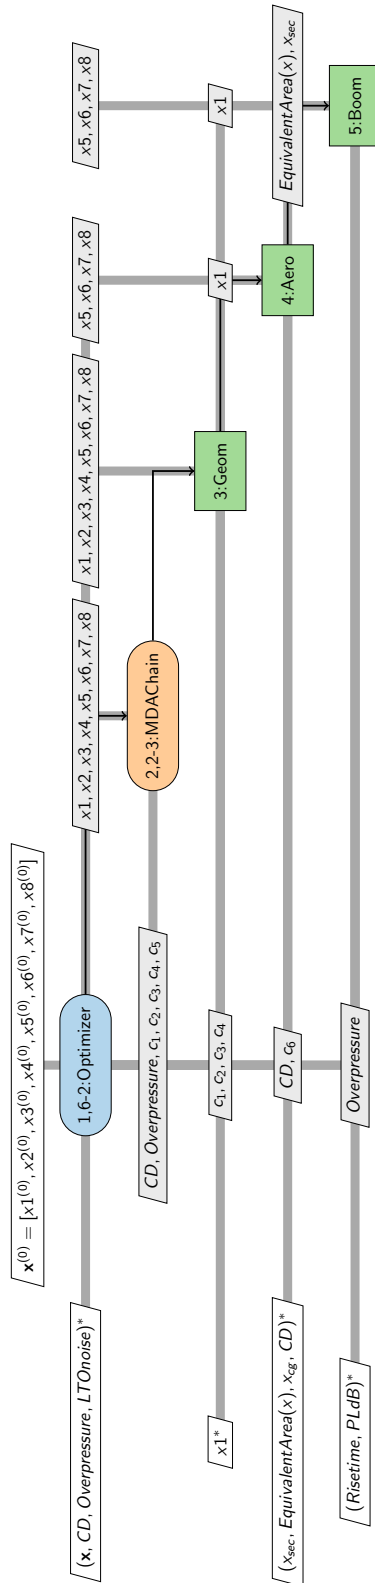 𝐱⁽⁰⁾ = [x1⁽⁰⁾, x2⁽⁰⁾, x3⁽⁰⁾, x4⁽⁰⁾, x5⁽⁰⁾, x6⁽⁰⁾, x7⁽⁰⁾, x8⁽⁰⁾]
(𝐱, CD, Overpressure, LTOnoise)*
1,6-2:Optimizer
x1, x2, x3, x4, x5, x6, x7, x8
x1, x2, x3, x4, x5, x6, x7, x8
x5, x6, x7, x8
x5, x6, x7, x8
CD, Overpressure, c₁, c₂, c₃, c₄, c₅
2,2-3:MDAChain
x1*
c₁, c₂, c₃, c₄
3:Geom
x1
x1
(x_sec, EquivalentArea(x), x_cg, CD)*
CD, c₆
4:Aero
EquivalentArea(x), x_sec
(Risetime, PLdB)*
Overpressure
5:Boom